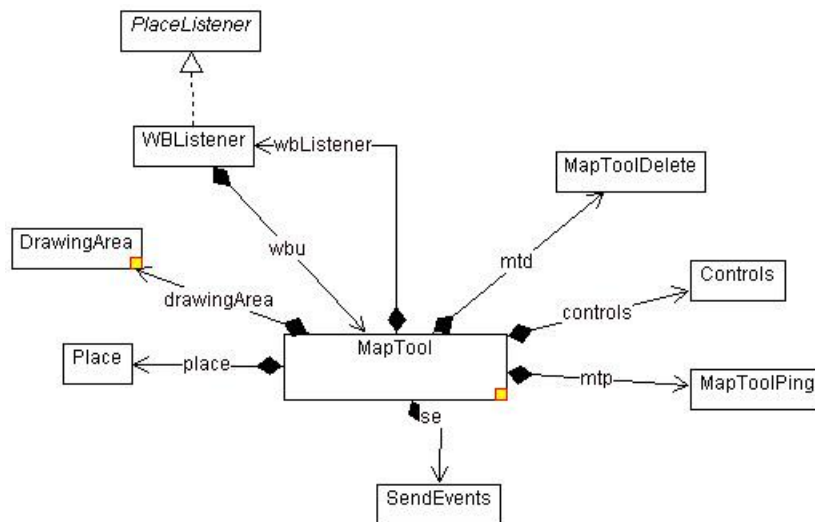 PlaceListener
WBListener
wbListener
MapToolDelete
DrawingArea
wbu
mtd
Controls
drawingArea
controls
MapTool
Place
place
mtp
MapToolPing
se
SendEvents